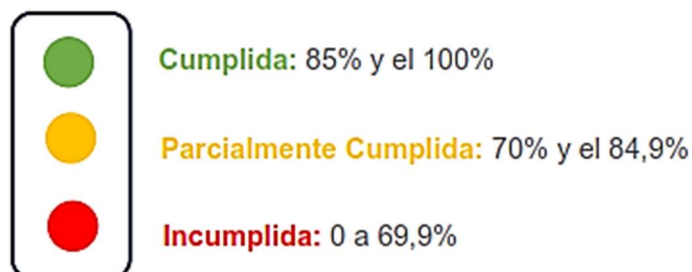 Cumplida: 85% y el 100%
Parcialmente Cumplida: 70% y el 84,9%
Incumplida: 0 a 69,9%